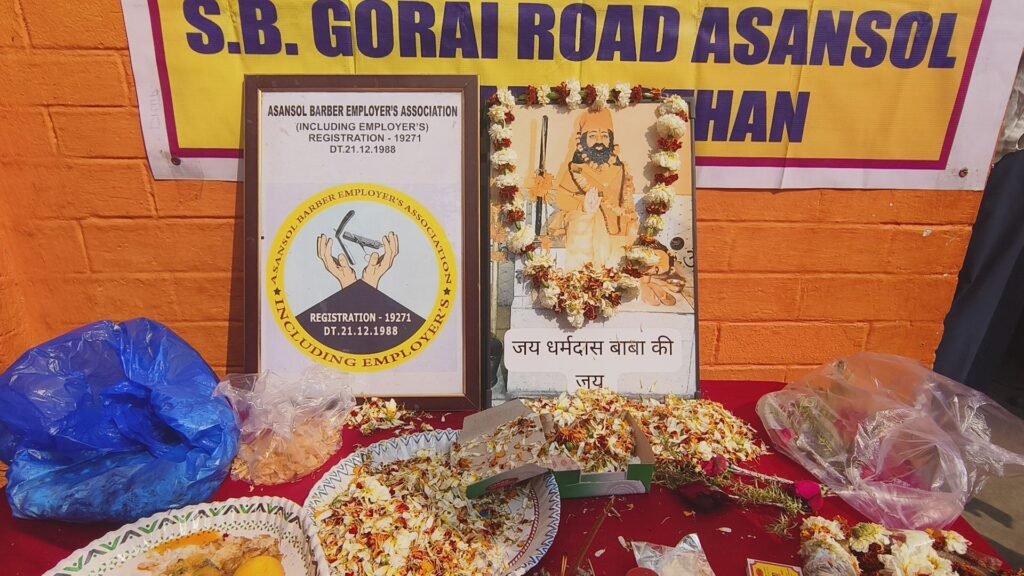 S.B. GORAI ROAD ASANSOL
THAN
ASANSOL BARBER EMPLOYER'S ASSOCIATION
(INCLUDING EMPLOYER'S)
REGISTRATION - 19271
DT.21.12.1988
ASANSOL BARBER EMPLOYER'S ASSOCIATION
REGISTRATION - 19271
DT.21.12.1988
INCLUDING EMPLOYER'S
जय धर्मदास बाबा की
जय